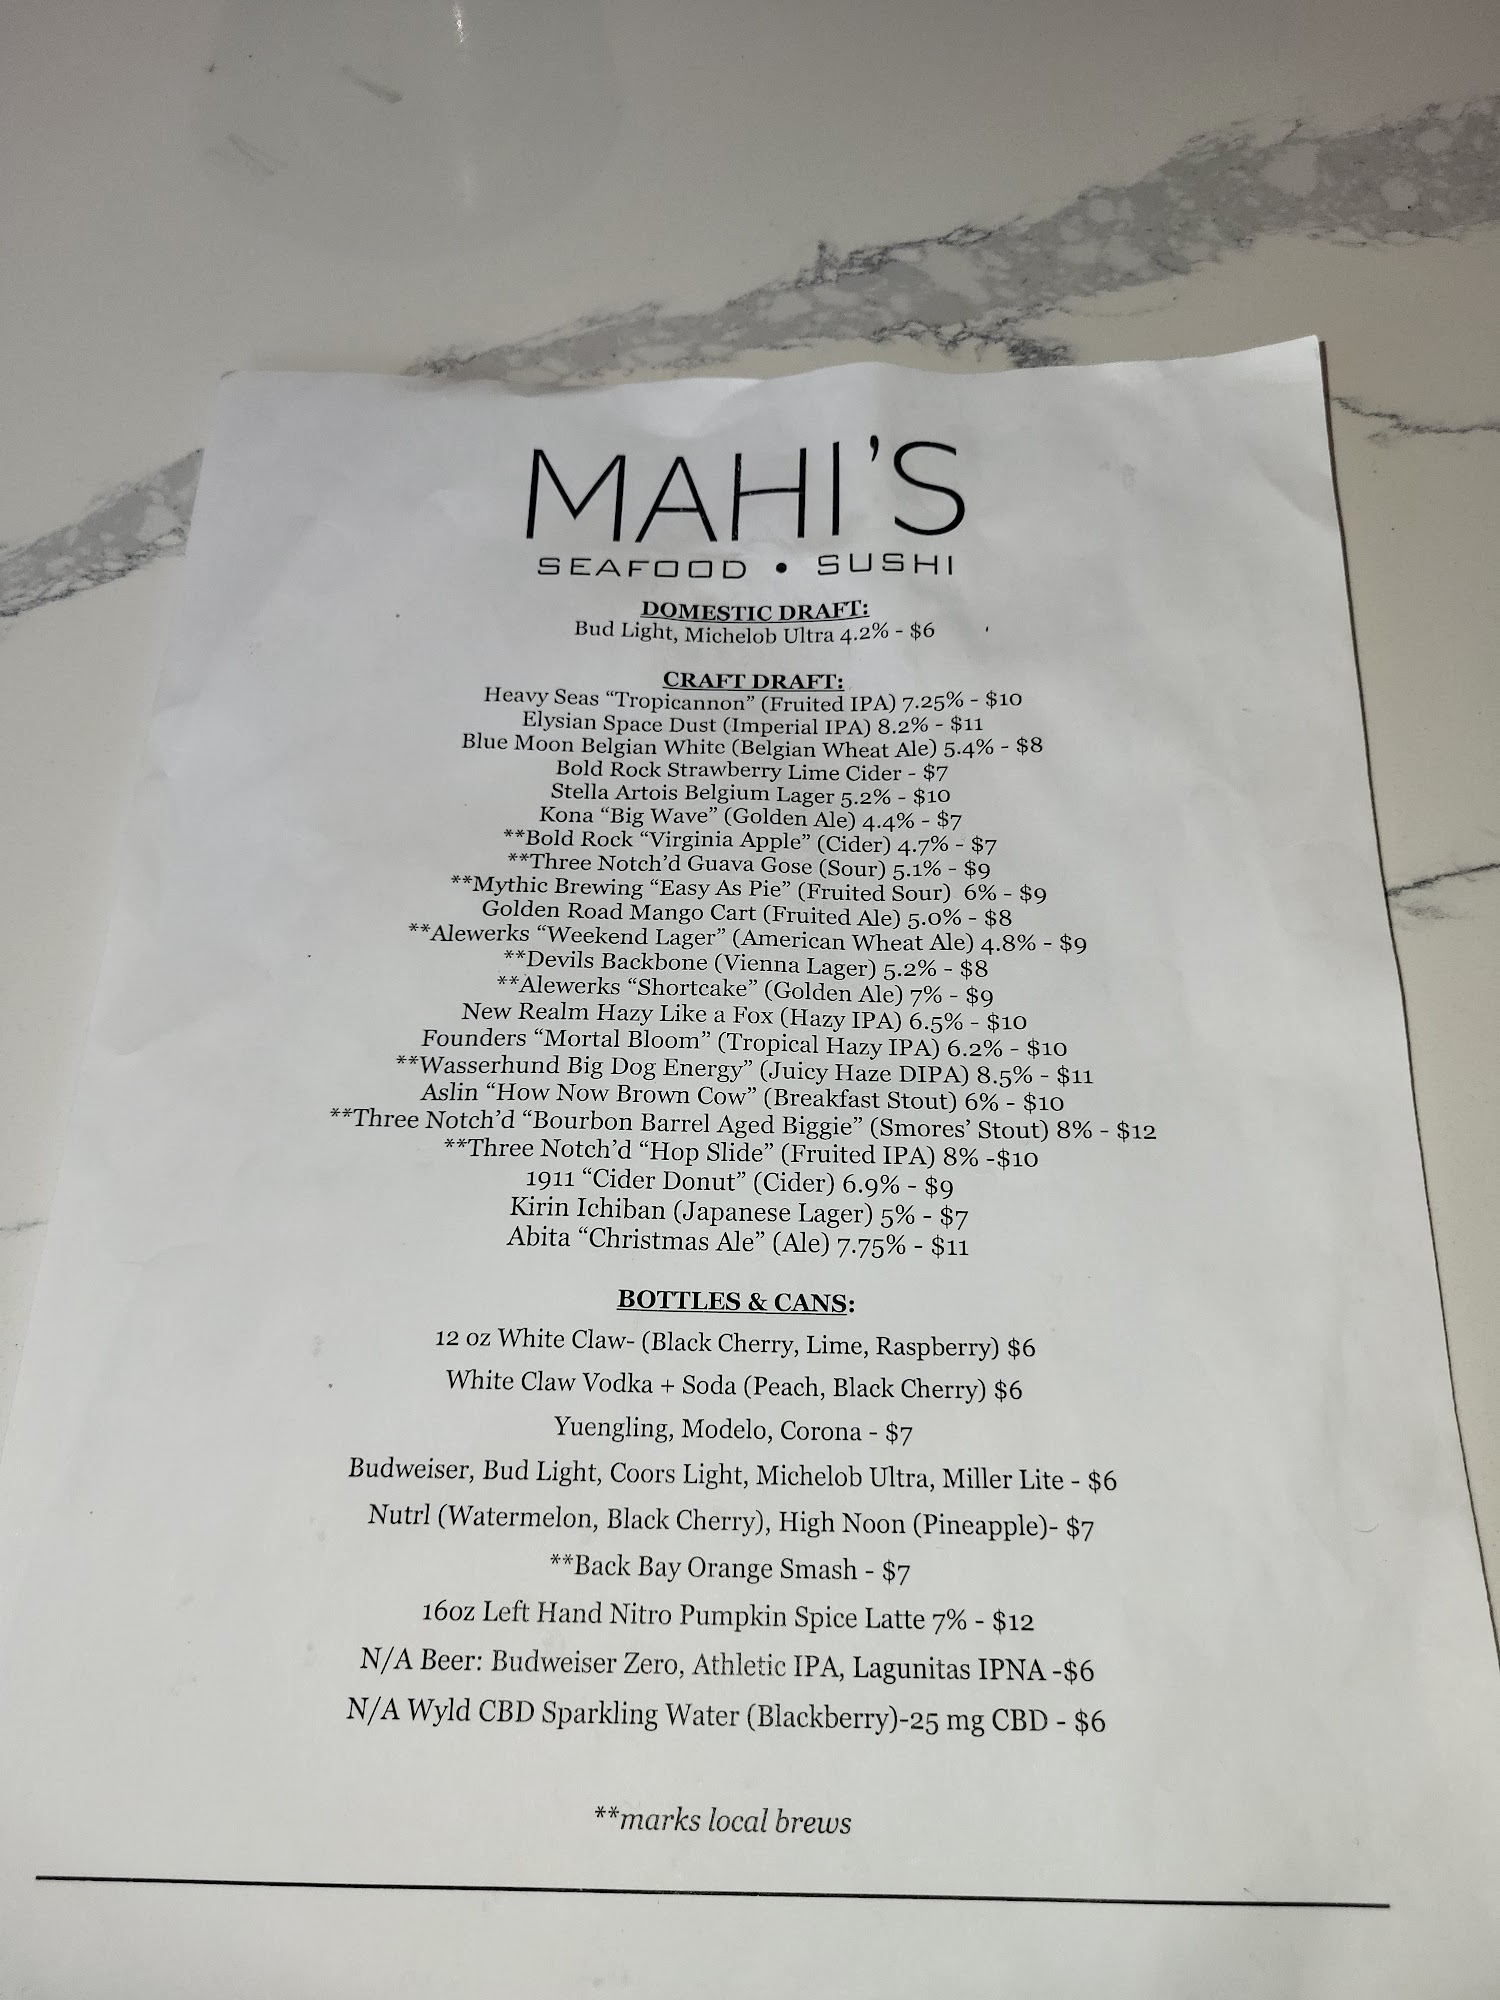 MAHI'S
SEAFOOD • SUSHI
DOMESTIC DRAFT:
Bud Light, Michelob Ultra 4.2% - $6
CRAFT DRAFT:
Heavy Seas “Tropicannon” (Fruited IPA) 7.25% - $10
Elysian Space Dust (Imperial IPA) 8.2% - $11
Blue Moon Belgian White (Belgian Wheat Ale) 5.4% - $8
Bold Rock Strawberry Lime Cider - $7
Stella Artois Belgium Lager 5.2% - $10
Kona “Big Wave” (Golden Ale) 4.4% - $7
**Bold Rock “Virginia Apple” (Cider) 4.7% - $7
**Three Notch’d Guava Gose (Sour) 5.1% - $9
**Mythic Brewing “Easy As Pie” (Fruited Sour) 6% - $9
Golden Road Mango Cart (Fruited Ale) 5.0% - $8
**Alewerks “Weekend Lager” (American Wheat Ale) 4.8% - $9
**Devils Backbone (Vienna Lager) 5.2% - $8
**Alewerks “Shortcake” (Golden Ale) 7% - $9
New Realm Hazy Like a Fox (Hazy IPA) 6.5% - $10
Founders “Mortal Bloom” (Tropical Hazy IPA) 6.2% - $10
**Wasserhund Big Dog Energy” (Juicy Haze DIPA) 8.5% - $11
Aslin “How Now Brown Cow” (Breakfast Stout) 6% - $10
**Three Notch’d “Bourbon Barrel Aged Biggie” (Smores’ Stout) 8% - $12
**Three Notch’d “Hop Slide” (Fruited IPA) 8% -$10
1911 “Cider Donut” (Cider) 6.9% - $9
Kirin Ichiban (Japanese Lager) 5% - $7
Abita “Christmas Ale” (Ale) 7.75% - $11
BOTTLES & CANS:
12 oz White Claw- (Black Cherry, Lime, Raspberry) $6
White Claw Vodka + Soda (Peach, Black Cherry) $6
Yuengling, Modelo, Corona - $7
Budweiser, Bud Light, Coors Light, Michelob Ultra, Miller Lite - $6
Nutrl (Watermelon, Black Cherry), High Noon (Pineapple)- $7
**Back Bay Orange Smash - $7
16oz Left Hand Nitro Pumpkin Spice Latte 7% - $12
N/A Beer: Budweiser Zero, Athletic IPA, Lagunitas IPNA -$6
N/A Wyld CBD Sparkling Water (Blackberry)-25 mg CBD - $6
**marks local brews